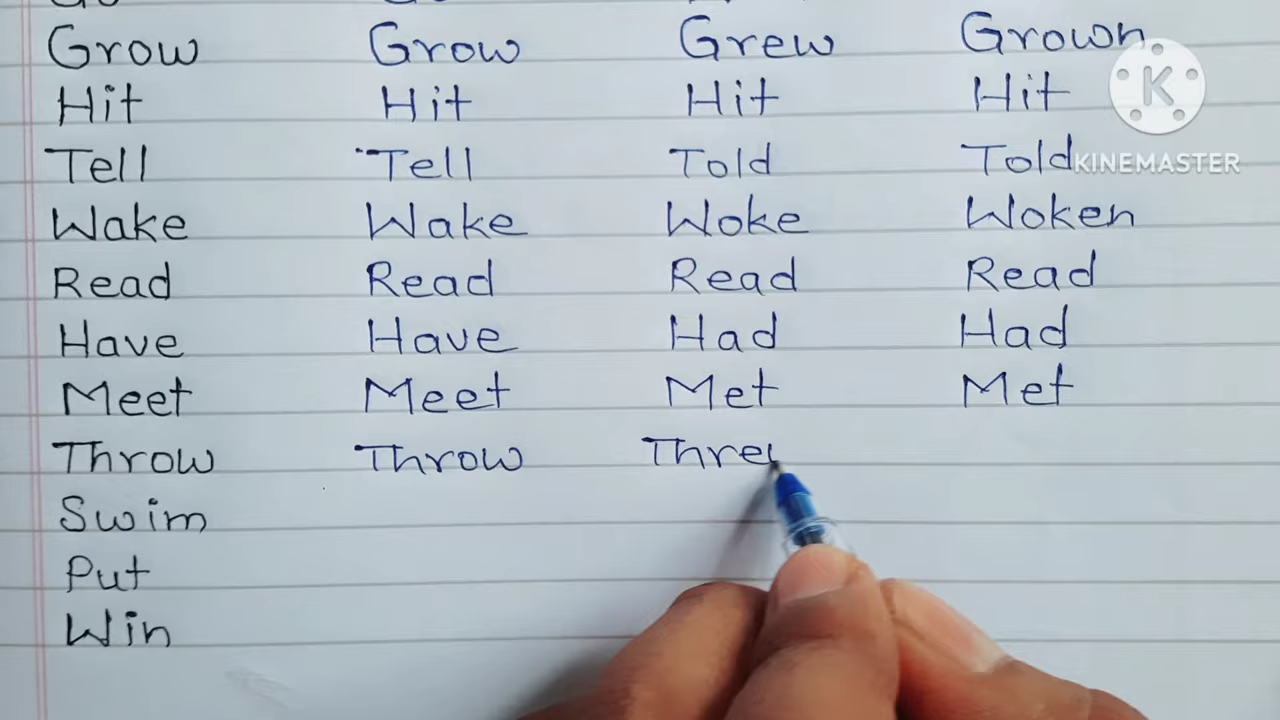 Grow Grow Grew Grown
Hit Hit Hit Hit
Tell Tell Told Told
KINEMASTER
Wake Wake Woke Woken
Read Read Read Read
Have Have Had Had
Meet Meet Met Met
Throw Throw
Swim
Put
Win